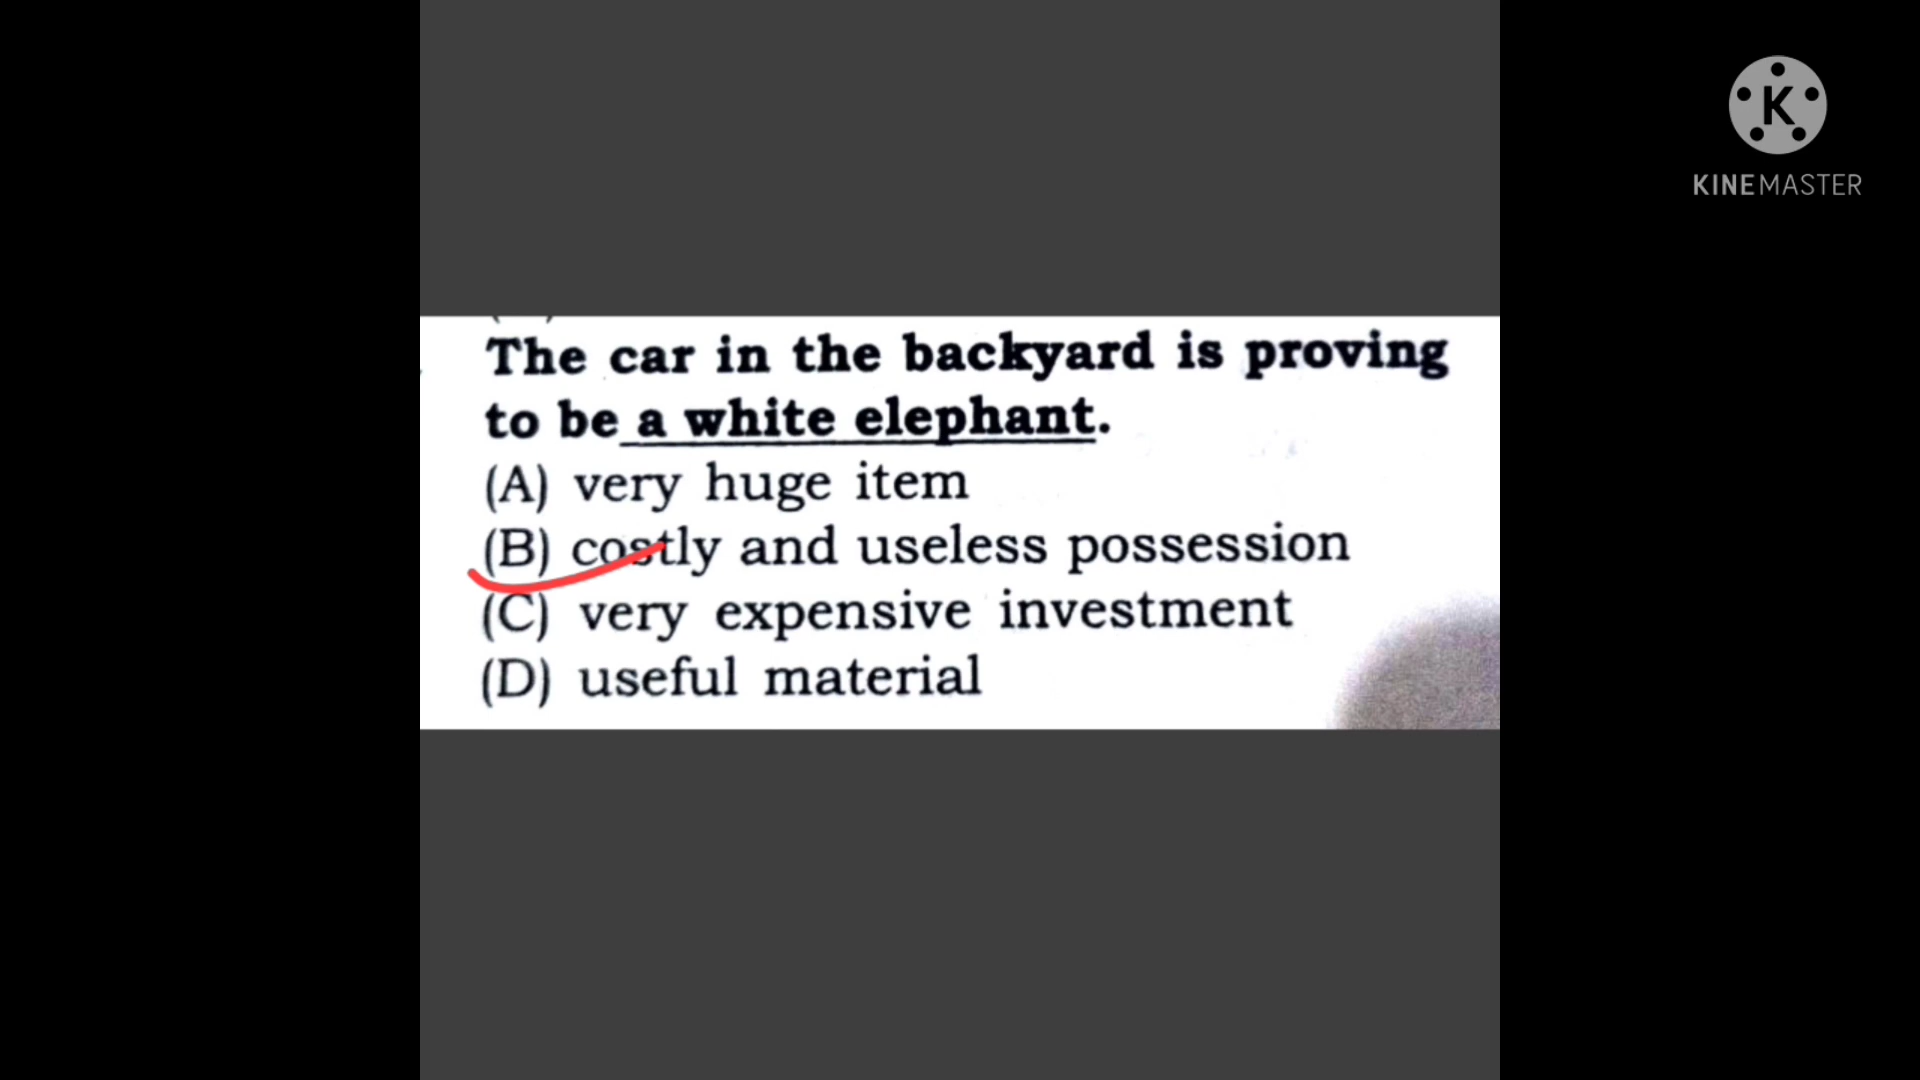 KINEMASTER
The car in the backyard is proving
to be a white elephant.
(A) very huge item
(B) costly and useless possession
(C) very expensive investment
(D) useful material